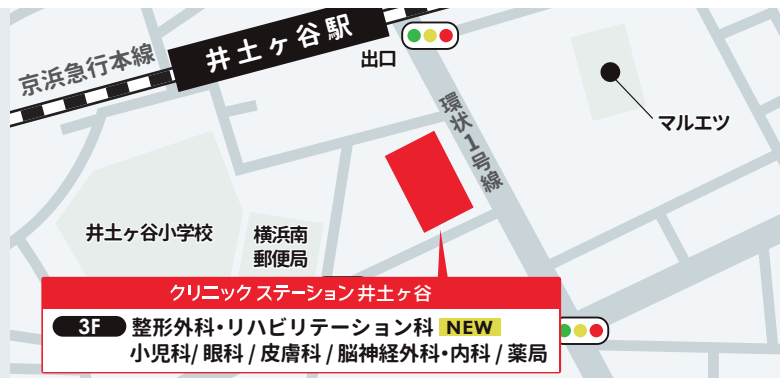 井土ヶ谷駅
京浜急行本線
出口
環状1号線
マルエツ
井土ヶ谷小学校
横浜南
郵便局
クリニックステーション井土ヶ谷
3F 整形外科・リハビリテーション科 NEW
小児科/ 眼科 / 皮膚科 / 脳神経外科・内科 / 薬局